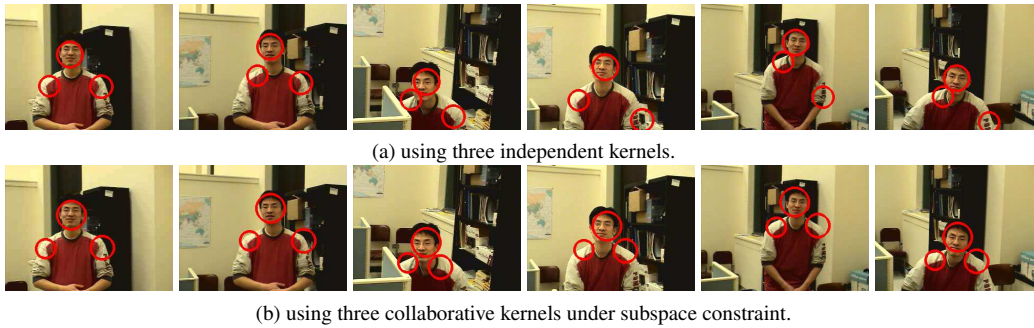 (a) using three independent kernels.
(b) using three collaborative kernels under subspace constraint.